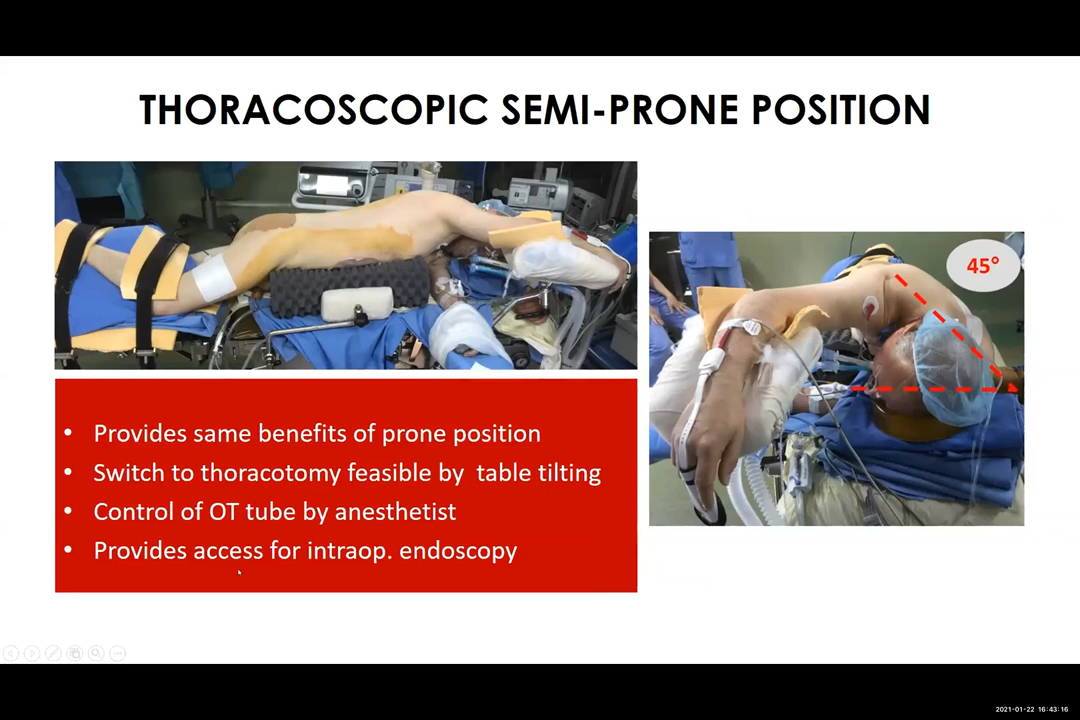 THORACOSCOPIC SEMI-PRONE POSITION
45°
• Provides same benefits of prone position
• Switch to thoracotomy feasible by table tilting
• Control of OT tube by anesthetist
• Provides access for intraop. endoscopy
2021-01-22 16:43:16